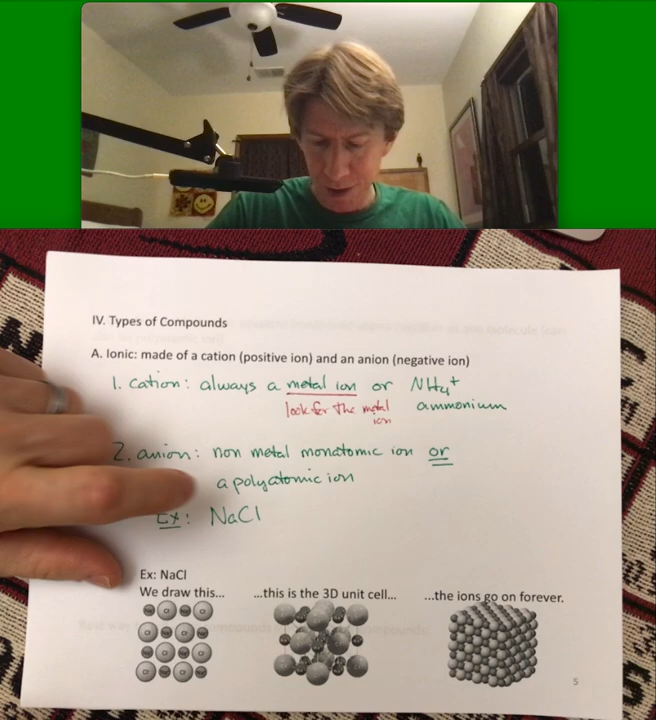 IV. Types of Compounds
A. Ionic: made of a cation (positive ion) and an anion (negative ion)
1. cation: always a metal ion or NH4+
look for the metal ammonium
ion
2. anion: non metal monatomic ion or
a polyatomic ion
Ex: NaCl
Ex: NaCl
We draw this... ...this is the 3D unit cell... ...the ions go on forever.
5